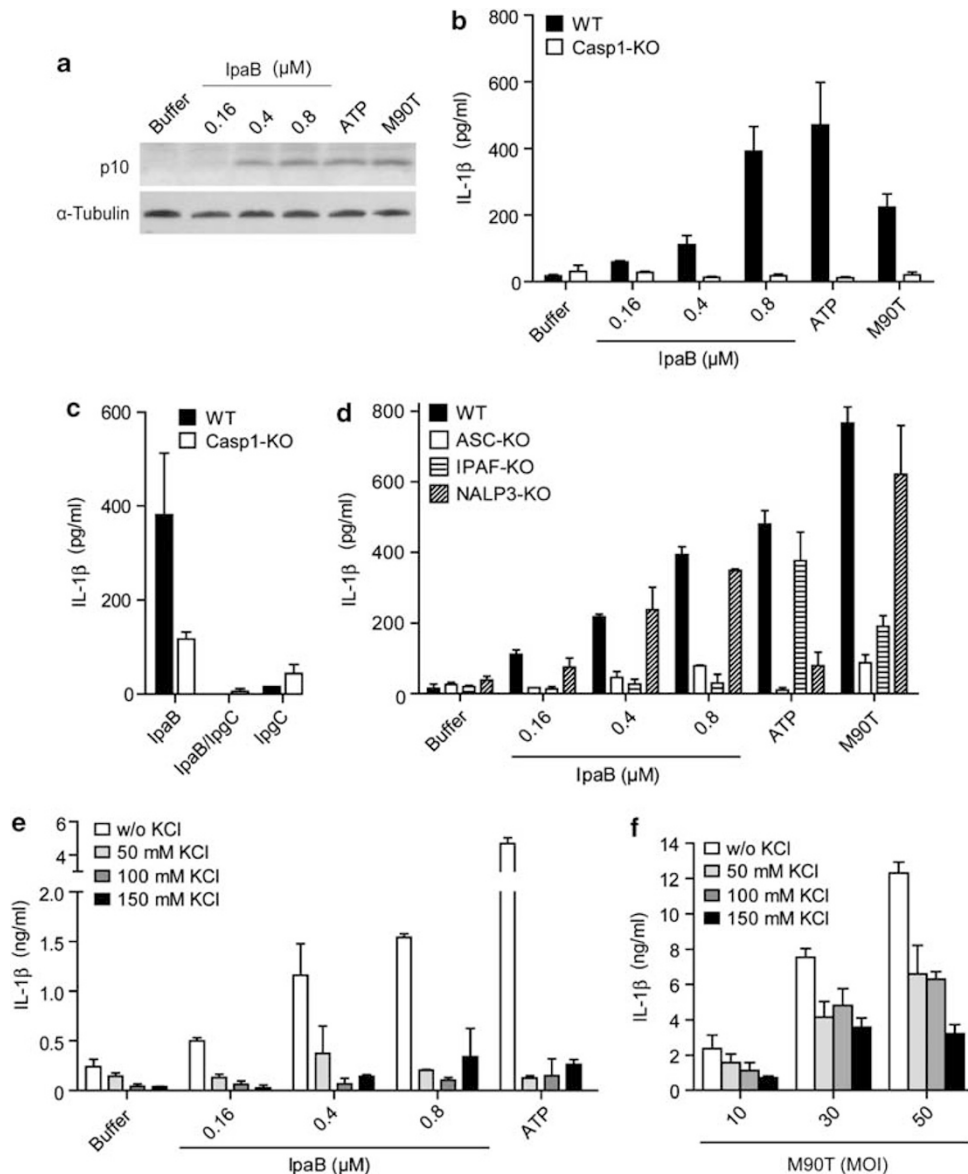 a
IpaB (µM)
Buffer 0.16 0.4 0.8 ATP M90T
p10
α-Tubulin
b
WT
Casp1-KO
IL-1β (pg/ml)
800
600
400
200
0
Buffer 0.16 0.4 0.8 ATP M90T
IpaB (µM)
c
WT
Casp1-KO
IL-1β (pg/ml)
600
400
200
0
IpaB IpaB/IpgC IpgC
d
WT
ASC-KO
IPAF-KO
NALP3-KO
IL-1β (pg/ml)
800
600
400
200
0
Buffer 0.16 0.4 0.8 ATP M90T
IpaB (µM)
e
w/o KCl
50 mM KCl
100 mM KCl
150 mM KCl
IL-1β (ng/ml)
6
4
2
1.5
1.0
0.5
0.0
Buffer 0.16 0.4 0.8 ATP
IpaB (µM)
f
w/o KCl
50 mM KCl
100 mM KCl
150 mM KCl
IL-1β (ng/ml)
14
12
10
8
6
4
2
0
10 30 50
M90T (MOI)